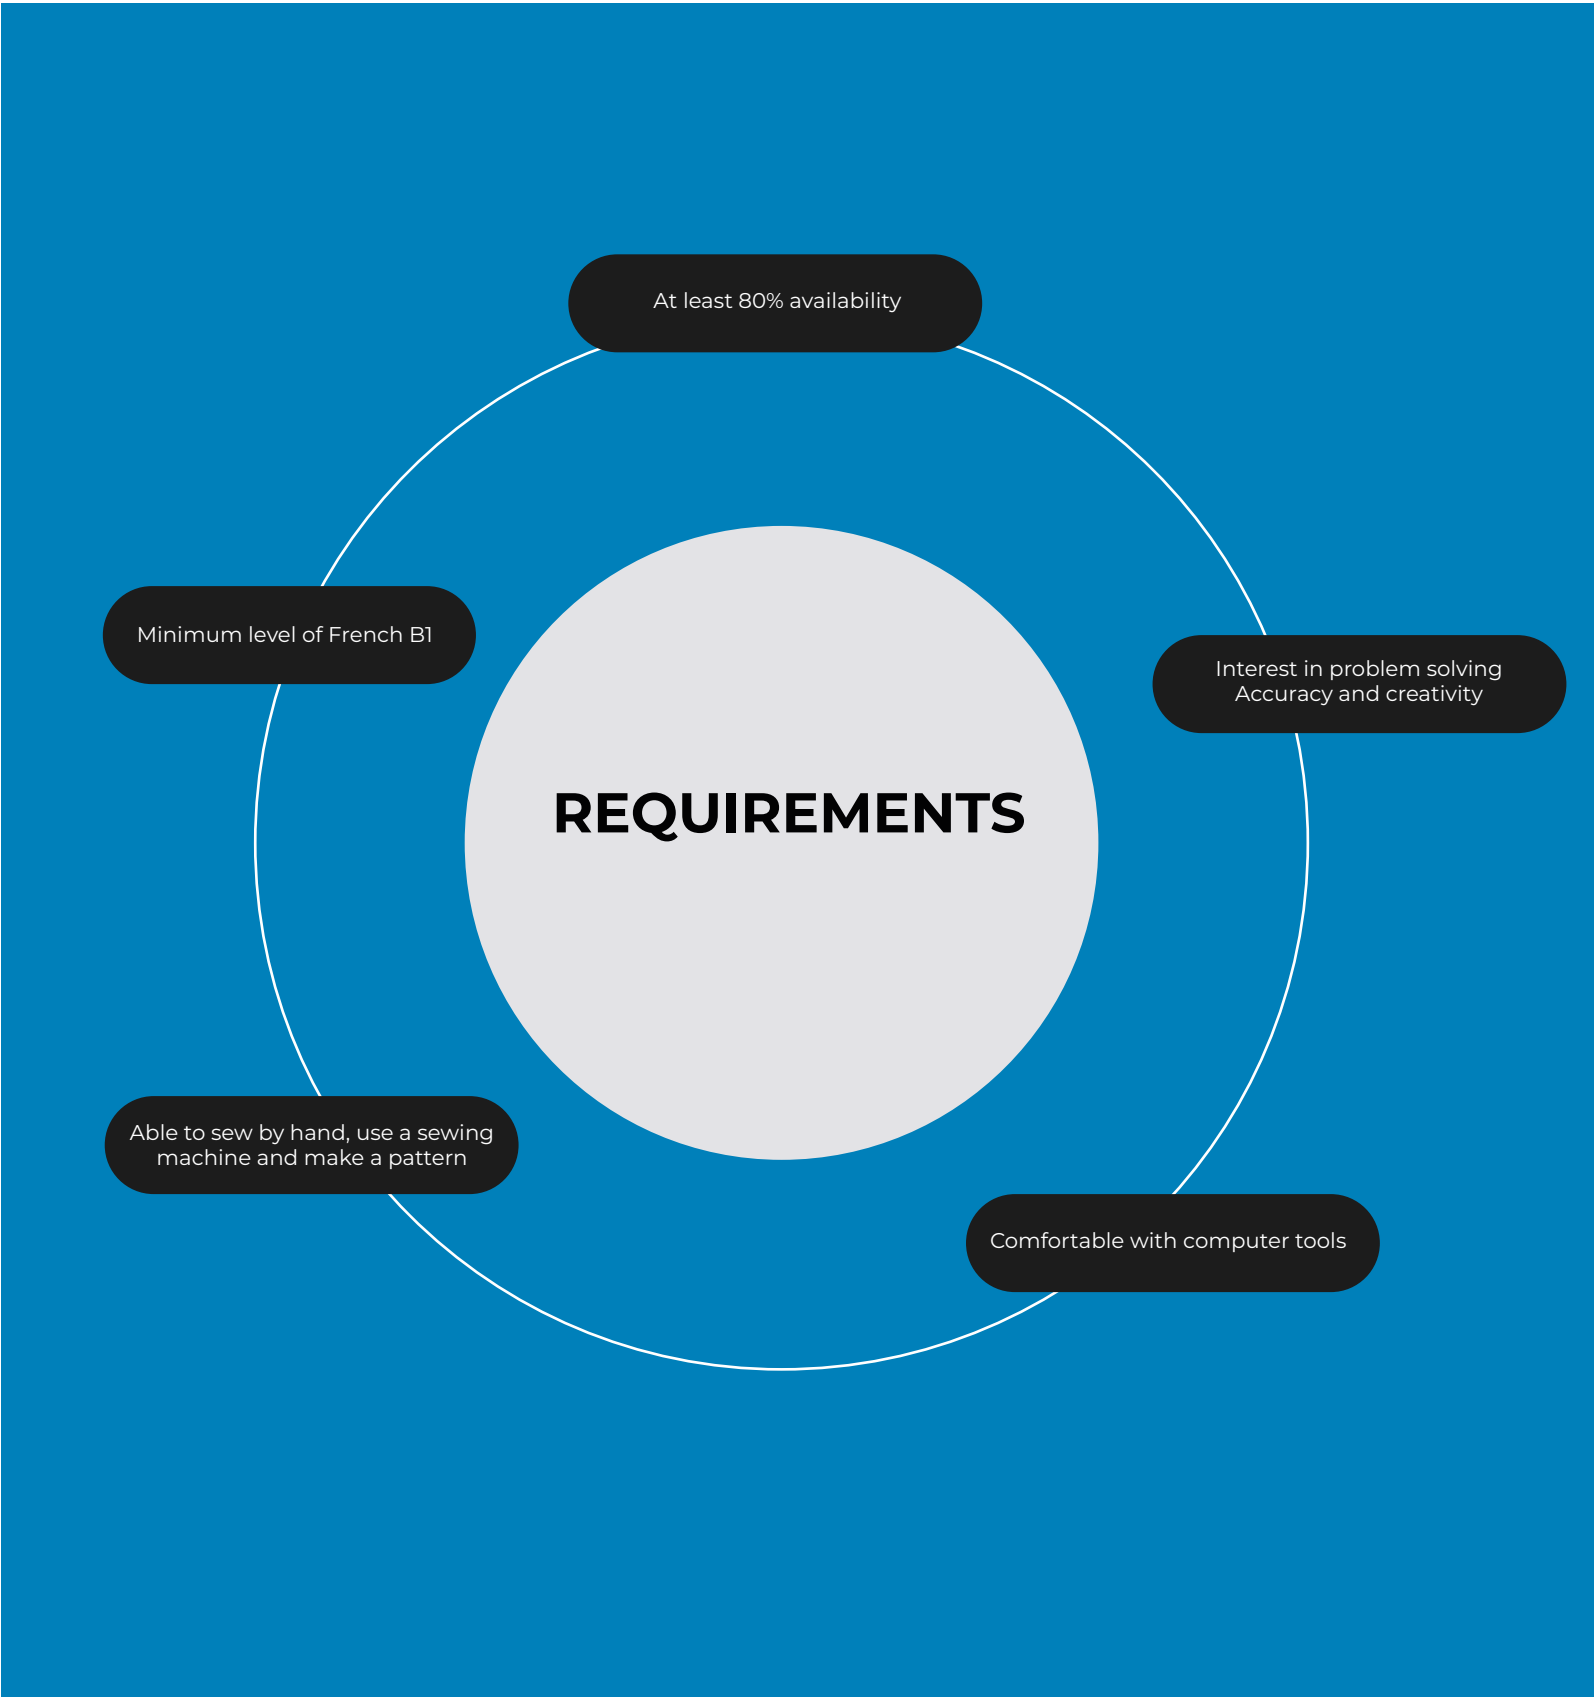 At least 80% availability
Minimum level of French B1
Interest in problem solving
Accuracy and creativity
REQUIREMENTS
Able to sew by hand, use a sewing
machine and make a pattern
Comfortable with computer tools